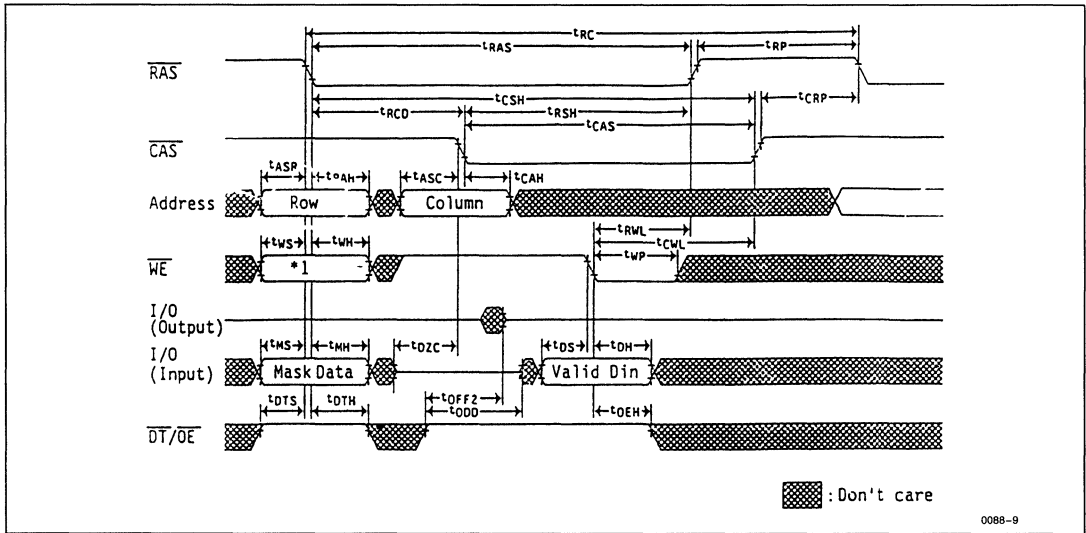 tRC
tRAS
tRP
RAS
tCSH
tCRP
tRCD
tRSH
tCAS
CAS
tASR
tRAH
tASC
tCAH
Address
Row
Column
tRWL
tCWL
tWS
tWH
tWP
WE
*1
I/O
(Output)
I/O
(Input)
tMS
tMH
tDZC
tDS
tDH
Mask Data
Valid Din
tDTS
tDTH
tOFF2
tODD
tOEH
DT/OE
: Don't care
0088-9